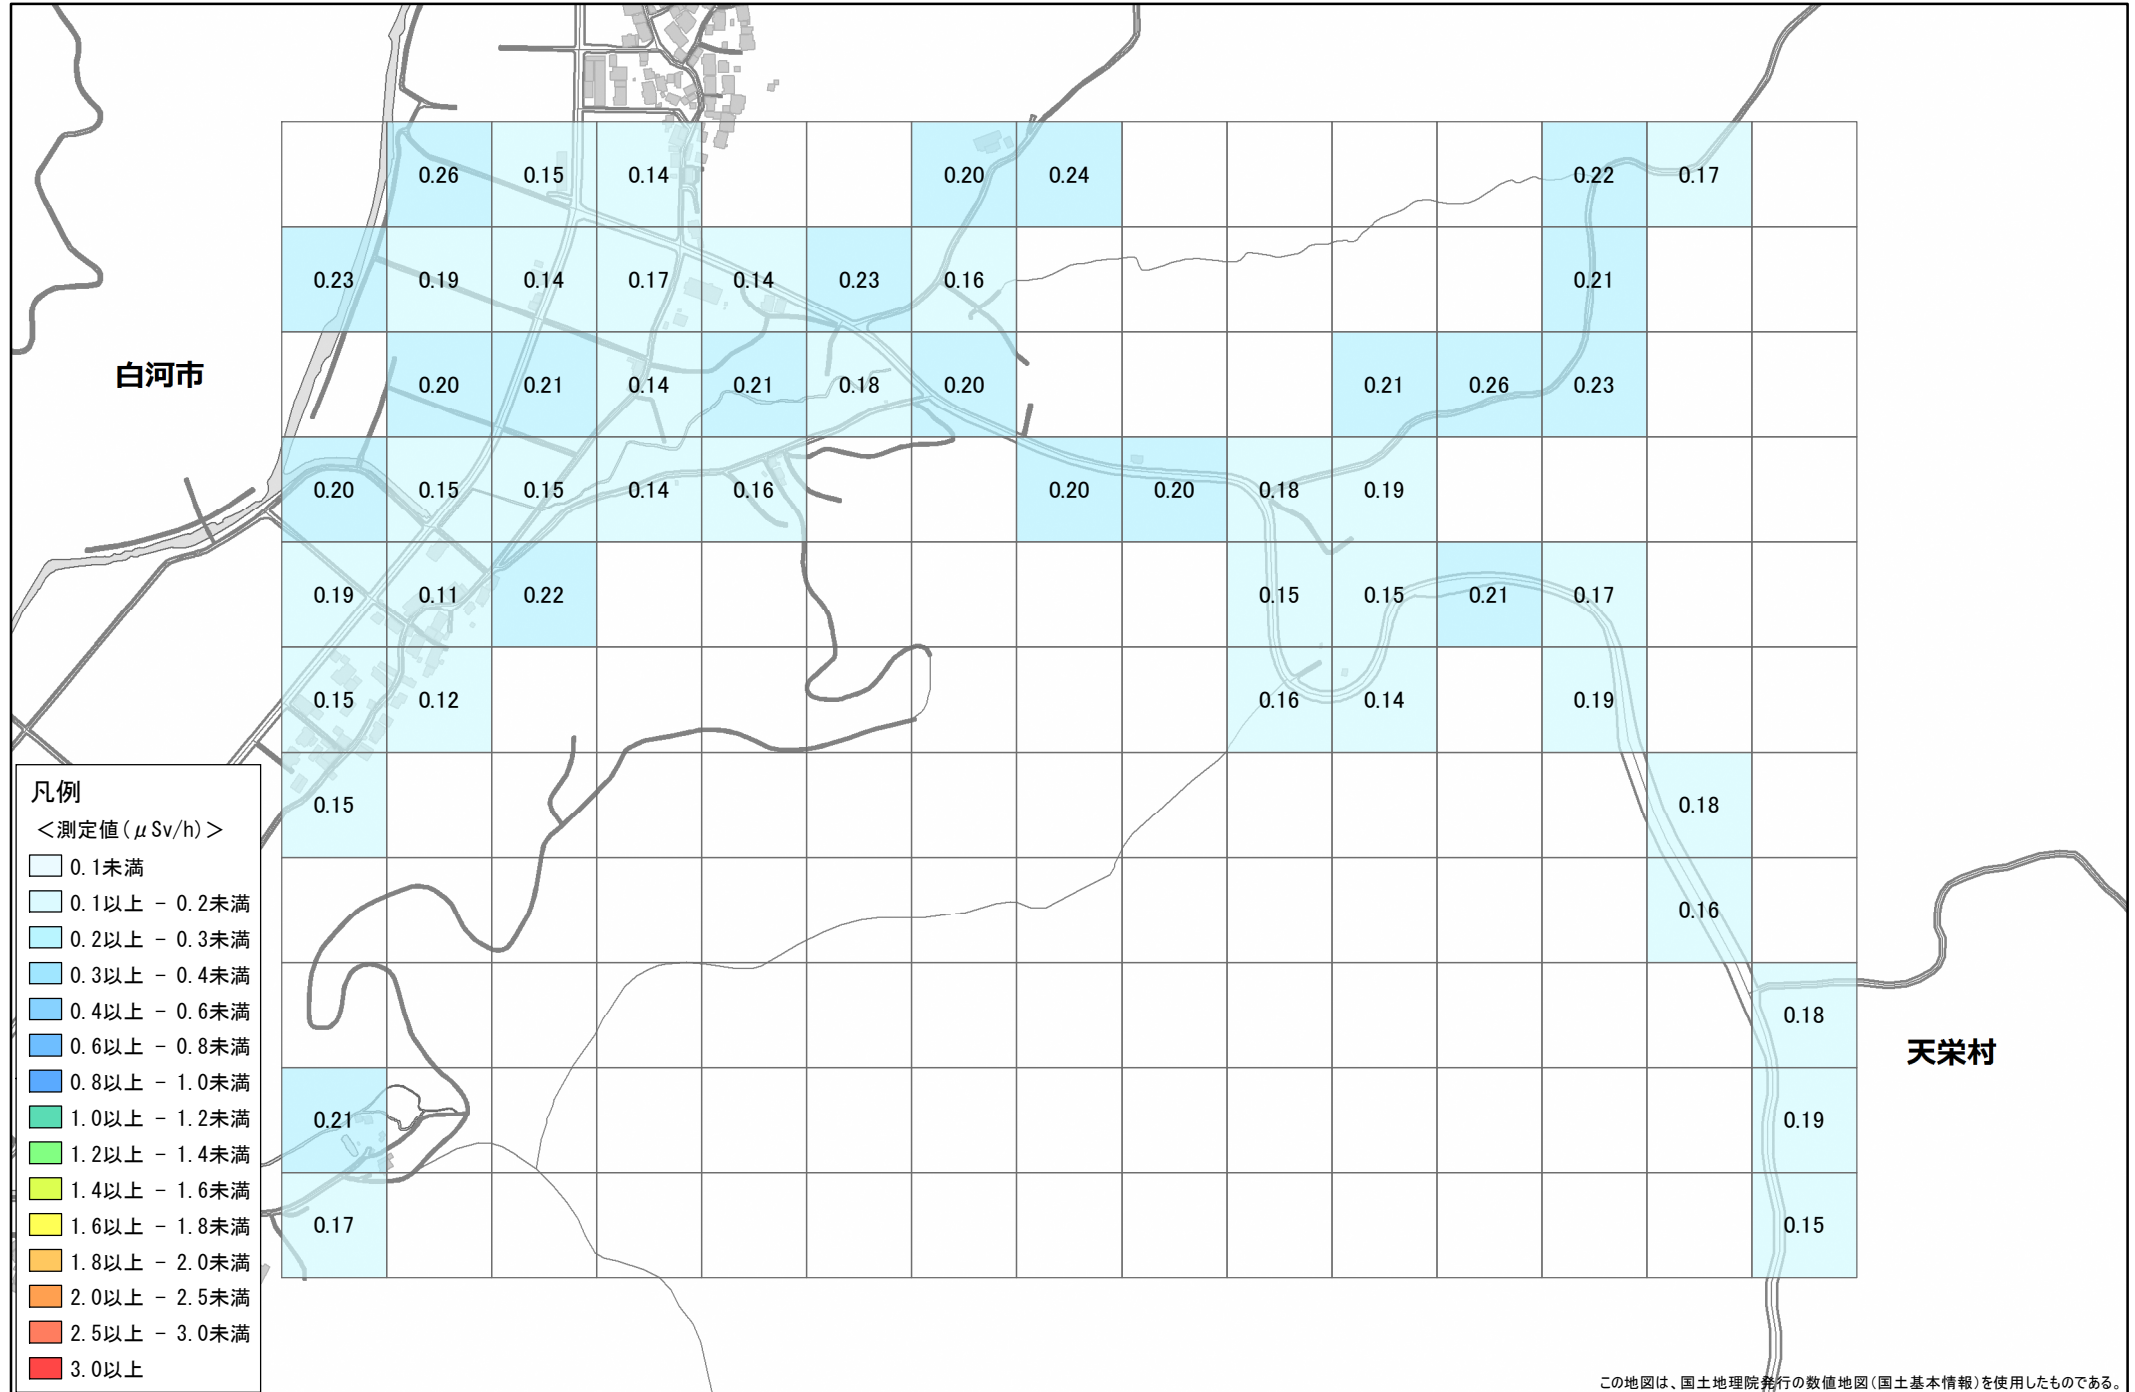 0.26 0.15 0.14 0.20 0.24 0.22 0.17
0.23 0.19 0.14 0.17 0.14 0.23 0.16 0.21
白河市
0.20 0.21 0.14 0.21 0.18 0.20 0.21 0.26 0.23
0.20 0.15 0.15 0.14 0.16 0.20 0.20 0.18 0.19
0.19 0.11 0.22 0.15 0.15 0.21 0.17
0.15 0.12 0.16 0.14 0.19
0.15 0.18
0.16
0.18
天栄村
0.21 0.19
0.17 0.15
凡例
＜測定値(μSv/h)＞
0.1未満
0.1以上 － 0.2未満
0.2以上 － 0.3未満
0.3以上 － 0.4未満
0.4以上 － 0.6未満
0.6以上 － 0.8未満
0.8以上 － 1.0未満
1.0以上 － 1.2未満
1.2以上 － 1.4未満
1.4以上 － 1.6未満
1.6以上 － 1.8未満
1.8以上 － 2.0未満
2.0以上 － 2.5未満
2.5以上 － 3.0未満
3.0以上
この地図は、国土地理院発行の数値地図(国土基本情報)を使用したものである。